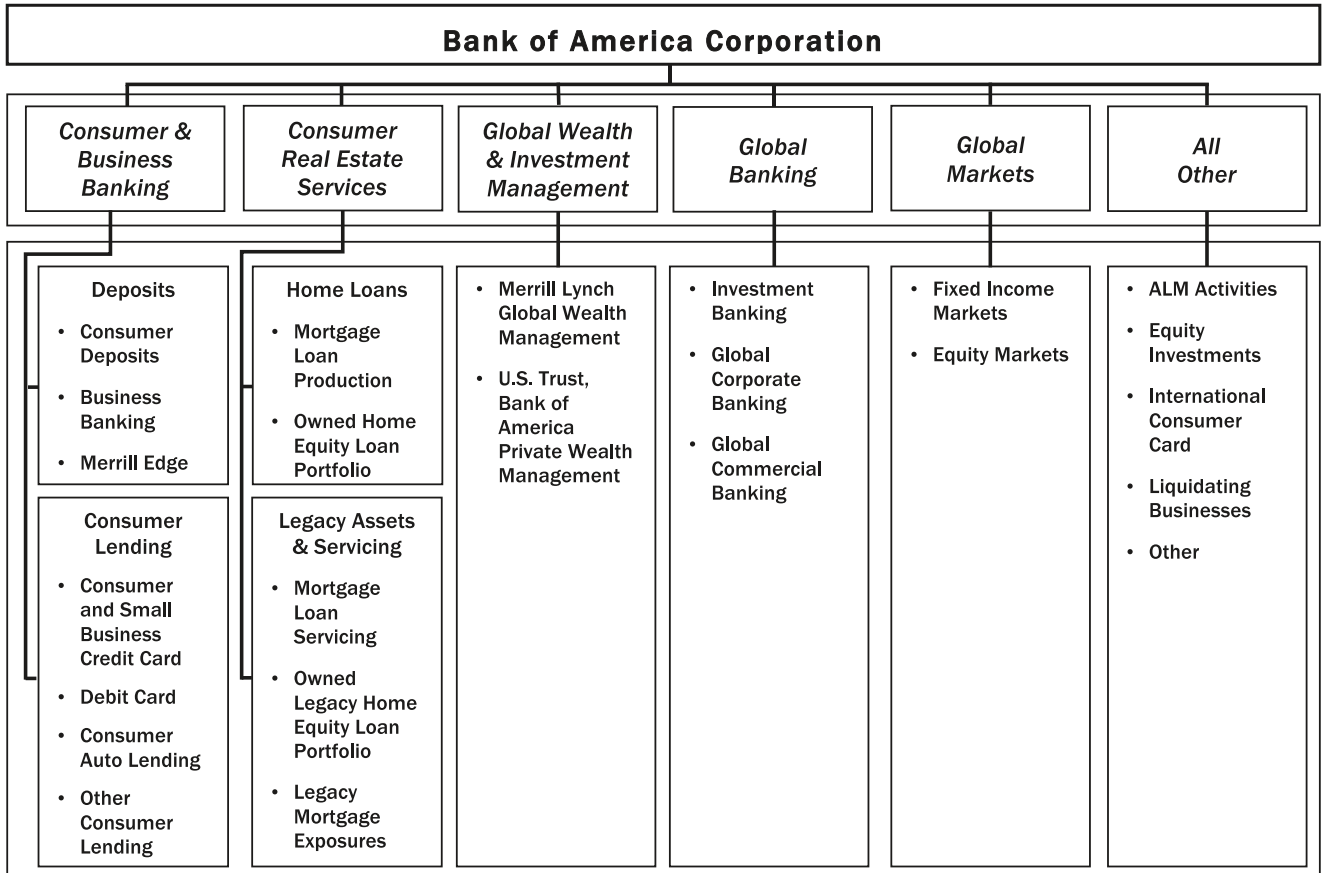 Bank of America Corporation
Consumer &
Business
Banking
Consumer
Real Estate
Services
Global Wealth
& Investment
Management
Global
Banking
Global
Markets
All
Other
Deposits
• Consumer
Deposits
• Business
Banking
• Merrill Edge
Consumer
Lending
• Consumer
and Small
Business
Credit Card
• Debit Card
• Consumer
Auto Lending
• Other
Consumer
Lending
Home Loans
• Mortgage
Loan
Production
• Owned Home
Equity Loan
Portfolio
Legacy Assets
& Servicing
• Mortgage
Loan
Servicing
• Owned
Legacy Home
Equity Loan
Portfolio
• Legacy
Mortgage
Exposures
• Merrill Lynch
Global Wealth
Management
• U.S. Trust,
Bank of
America
Private Wealth
Management
• Investment
Banking
• Global
Corporate
Banking
• Global
Commercial
Banking
• Fixed Income
Markets
• Equity Markets
• ALM Activities
• Equity
Investments
• International
Consumer
Card
• Liquidating
Businesses
• Other